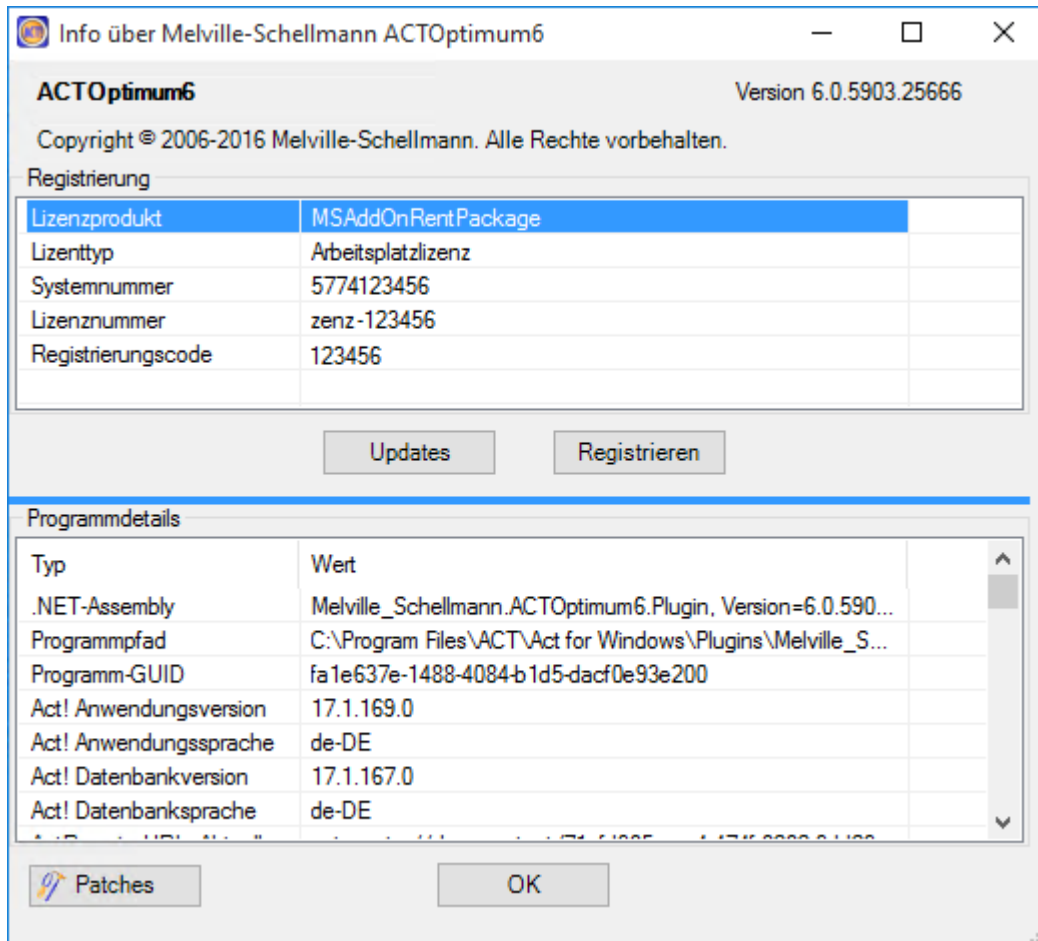 Info über Melville-Schellmann ACTOptimum6
ACTOptimum6 Version 6.0.5903.25666
Copyright © 2006-2016 Melville-Schellmann. Alle Rechte vorbehalten.
Registrierung
Lizenzprodukt MSAddOnRentPackage
Lizenttyp Arbeitsplatzlizenz
Systemnummer 5774123456
Lizenznummer zenz-123456
Registrierungscode 123456
Updates Registrieren
Programmdetails
Typ Wert
.NET-Assembly Melville_Schellmann.ACTOptimum6.Plugin, Version=6.0.590...
Programmpfad C:\Program Files\ACT\Act for Windows\Plugins\Melville_S...
Programm-GUID fa1e637e-1488-4084-b1d5-dacf0e93e200
Act! Anwendungsversion 17.1.169.0
Act! Anwendungssprache de-DE
Act! Datenbankversion 17.1.167.0
Act! Datenbanksprache de-DE
Patches OK